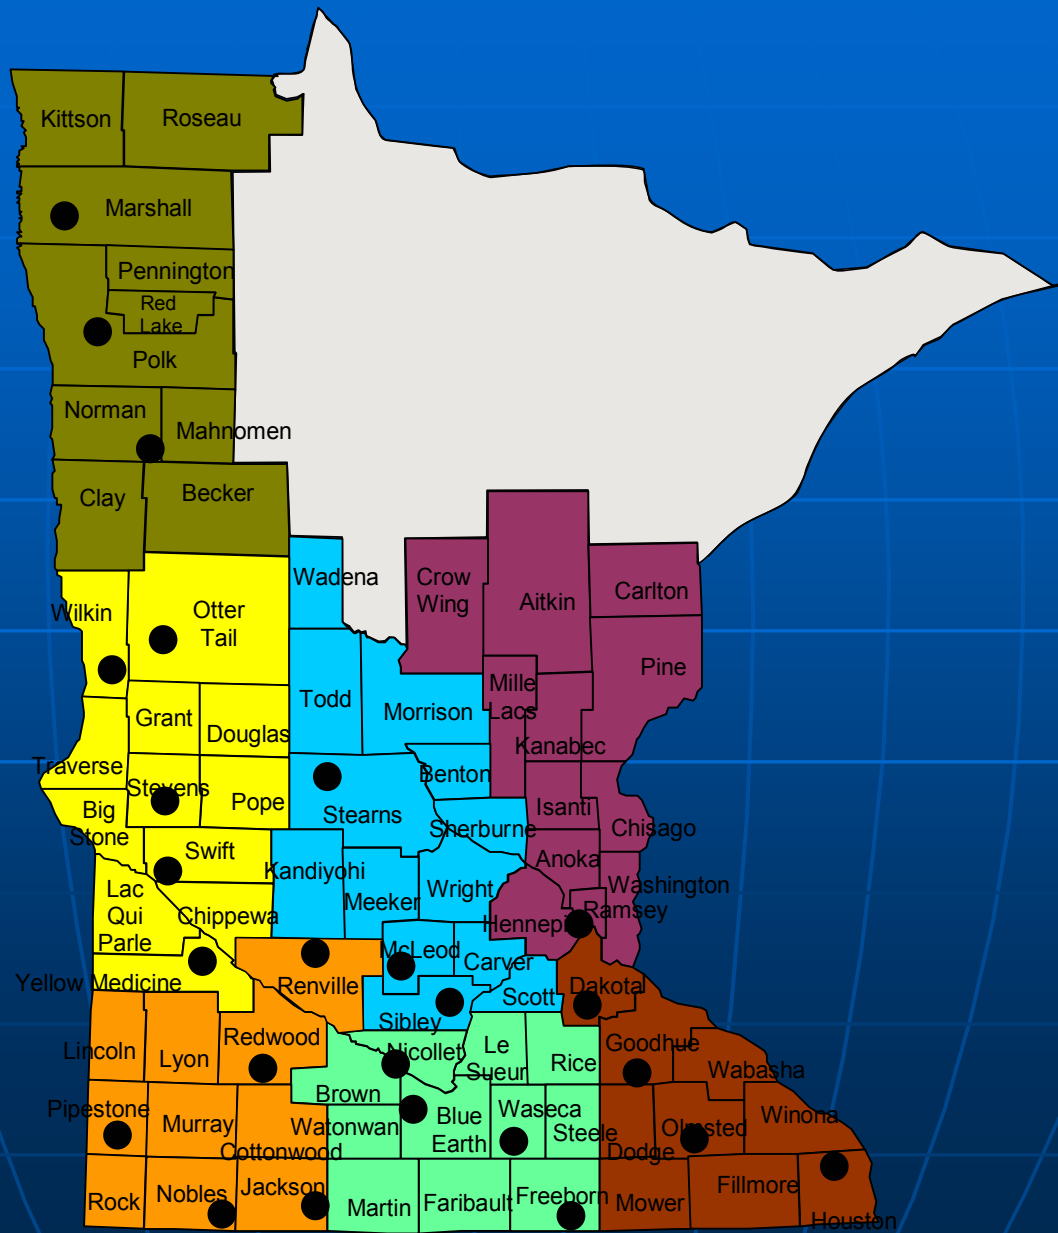 Kittson
Roseau
Marshall
Pennington
Red
Lake
Polk
Norman
Mahnomen
Clay
Becker
Wadena
Crow
Wing
Aitkin
Carlton
Wilkin
Otter
Tail
Pine
Todd
Morrison
Mille
Lacs
Grant
Douglas
Kanabec
Traverse
Stevens
Pope
Benton
Big
Stone
Stearns
Sherburne
Isanti
Chisago
Swift
Kandiyohi
Anoka
Lac
Qui
Parle
Chippewa
Meeker
Wright
Washington
Ramsey
Hennepi
Yellow Medicine
Renville
McLeod
Carver
Scott
Dakota
Sibley
Lincoln
Lyon
Redwood
Nicollet
Le
Sueur
Rice
Goodhue
Wabasha
Pipestone
Murray
Cottonwood
Brown
Watonwan
Blue
Earth
Waseca
Steele
Dodge
Olmsted
Winona
Rock
Nobles
Jackson
Martin
Faribault
Freeborn
Mower
Fillmore
Houston